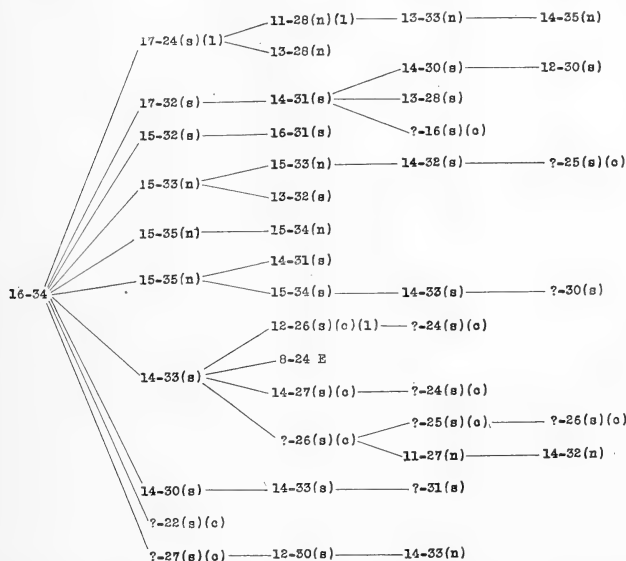 11-28(n)(l) 13-33(n) 14-35(n)
17-24(s)(l)
13-28(n)
14-30(s) 12-30(s)
17-32(s) 14-31(s) 13-28(s)
?-16(s)(c)
15-32(s) 16-31(s)
15-33(n) 14-32(s) ?-25(s)(c)
15-33(n)
13-32(s)
15-35(n) 15-34(n)
14-31(s)
15-35(n)
16-34 15-34(s) 14-33(s) ?-30(s)
12-26(s)(c)(l) ?-24(s)(c)
8-24 E
14-33(s)
14-27(s)(c) ?-24(s)(c)
?-25(s)(c) ?-26(s)(c)
?-26(s)(c)
11-27(n) 14-32(n)
14-30(s) 14-33(s) ?-31(s)
?-22(s)(c)
?-27(s)(c) 12-30(s) 14-33(n)